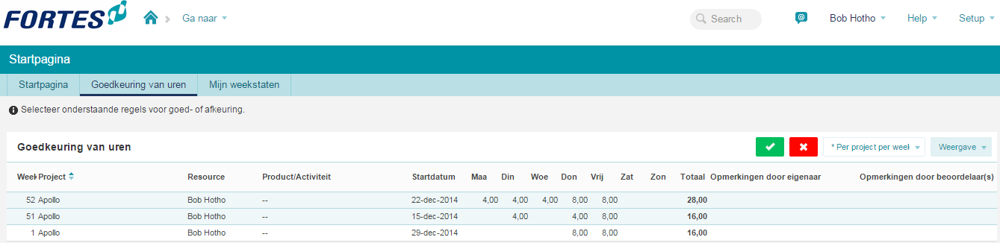 FORTES Ga naar Search @ Bob Hotho Help Setup
Startpagina
Startpagina Goedkeuring van uren Mijn weekstaten
Selecteer onderstaande regels voor goed- of afkeuring.
Goedkeuring van uren * Per project per week Weergave
Week Project Resource Product/Activiteit Startdatum Maa Din Woe Don Vrij Zat Zon Totaal Opmerkingen door eigenaar Opmerkingen door beoordelaar(s)
52 Apollo Bob Hotho -- 22-dec-2014 4,00 4,00 4,00 8,00 8,00 28,00
51 Apollo Bob Hotho -- 15-dec-2014 4,00 4,00 8,00 16,00
1 Apollo Bob Hotho -- 29-dec-2014 8,00 8,00 16,00